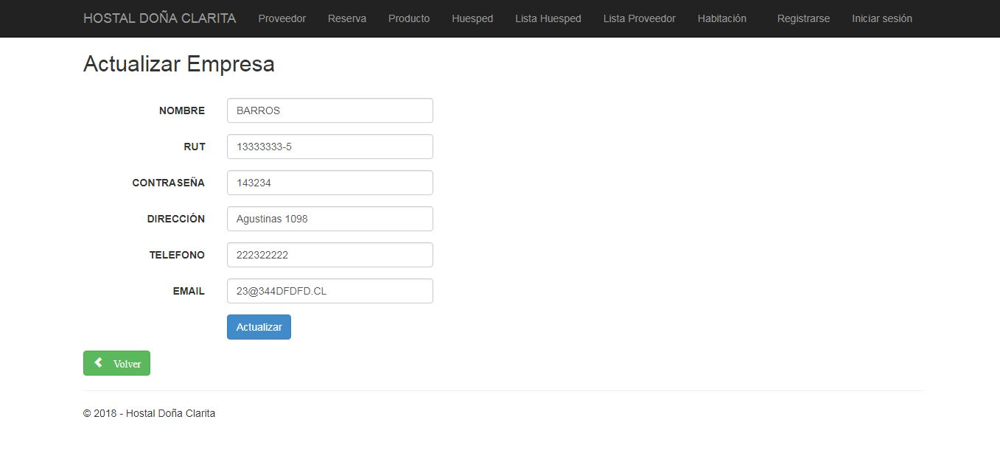 HOSTAL DOÑA CLARITA Proveedor Reserva Producto Huesped Lista Huesped Lista Proveedor Habitación Registrarse Iniciar sesión
Actualizar Empresa
NOMBRE BARROS
RUT 13333333-5
CONTRASEÑA 143234
DIRECCIÓN Agustinas 1098
TELEFONO 222322222
EMAIL 23@344DFDFD.CL
Actualizar
Volver
© 2018 - Hostal Doña Clarita